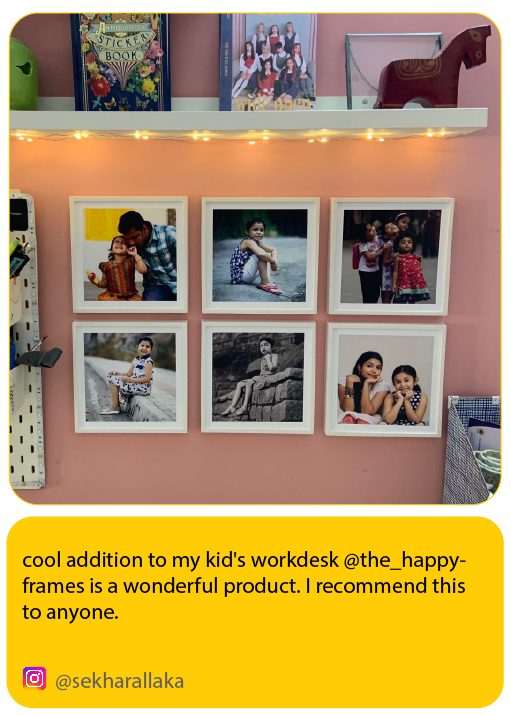 STICKER
BOOK
cool addition to my kid's workdesk @the_happy-
frames is a wonderful product. I recommend this
to anyone.
@sekharallaka